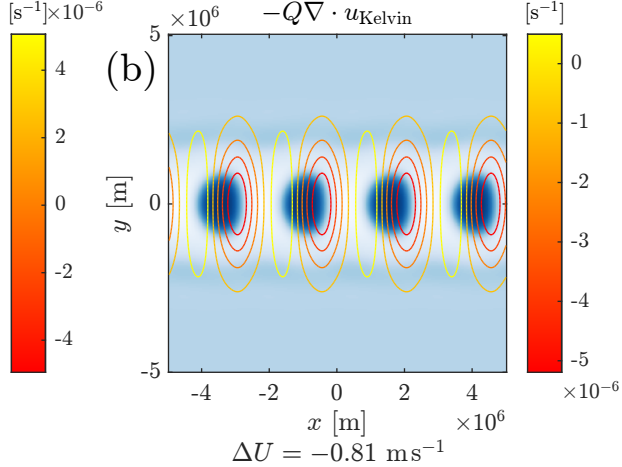 [s⁻¹] ×10⁻⁶
×10⁶
−Q∇ · u_Kelvin
[s⁻¹]
(b)
4
2
0
-2
-4
5
0
-5
y [m]
-4 -2 0 2 4
x [m]
×10⁶
ΔU = −0.81 m s⁻¹
0
-1
-2
-3
-4
-5
×10⁻⁶